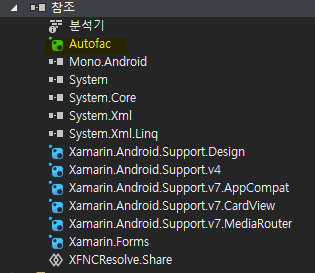 참조
분석기
Autofac
Mono.Android
System
System.Core
System.Xml
System.Xml.Linq
Xamarin.Android.Support.Design
Xamarin.Android.Support.v4
Xamarin.Android.Support.v7.AppCompat
Xamarin.Android.Support.v7.CardView
Xamarin.Android.Support.v7.MediaRouter
Xamarin.Forms
XFNCResolve.Share